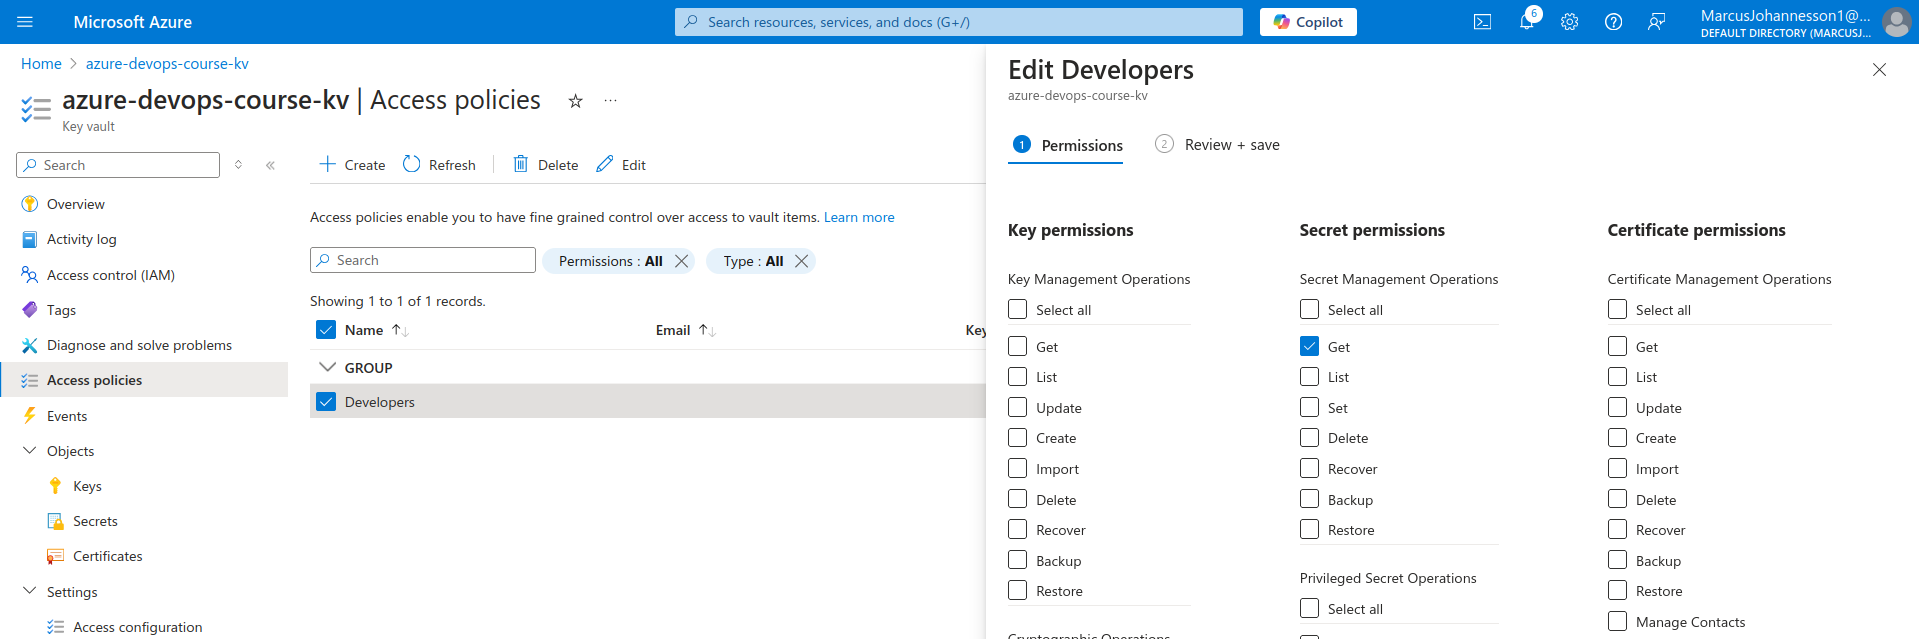 Microsoft Azure
Search resources, services, and docs (G+/)
Copilot
6
MarcusJohannesson1@...
DEFAULT DIRECTORY (MARCUSJ...
Home > azure-devops-course-kv
azure-devops-course-kv | Access policies
Key vault
Search
Overview
Activity log
Access control (IAM)
Tags
Diagnose and solve problems
Access policies
Events
Objects
Keys
Secrets
Certificates
Settings
Access configuration
Create Refresh Delete Edit
Access policies enable you to have fine grained control over access to vault items. Learn more
Search
Permissions : All
Type : All
Showing 1 to 1 of 1 records.
Name Email Key
GROUP
Developers
Edit Developers
azure-devops-course-kv
1 Permissions
2 Review + save
Key permissions
Key Management Operations
Select all
Get
List
Update
Create
Import
Delete
Recover
Backup
Restore
Cryptographic Operations
Secret permissions
Secret Management Operations
Select all
Get
List
Set
Delete
Recover
Backup
Restore
Privileged Secret Operations
Select all
Certificate permissions
Certificate Management Operations
Select all
Get
List
Update
Create
Import
Delete
Recover
Backup
Restore
Manage Contacts